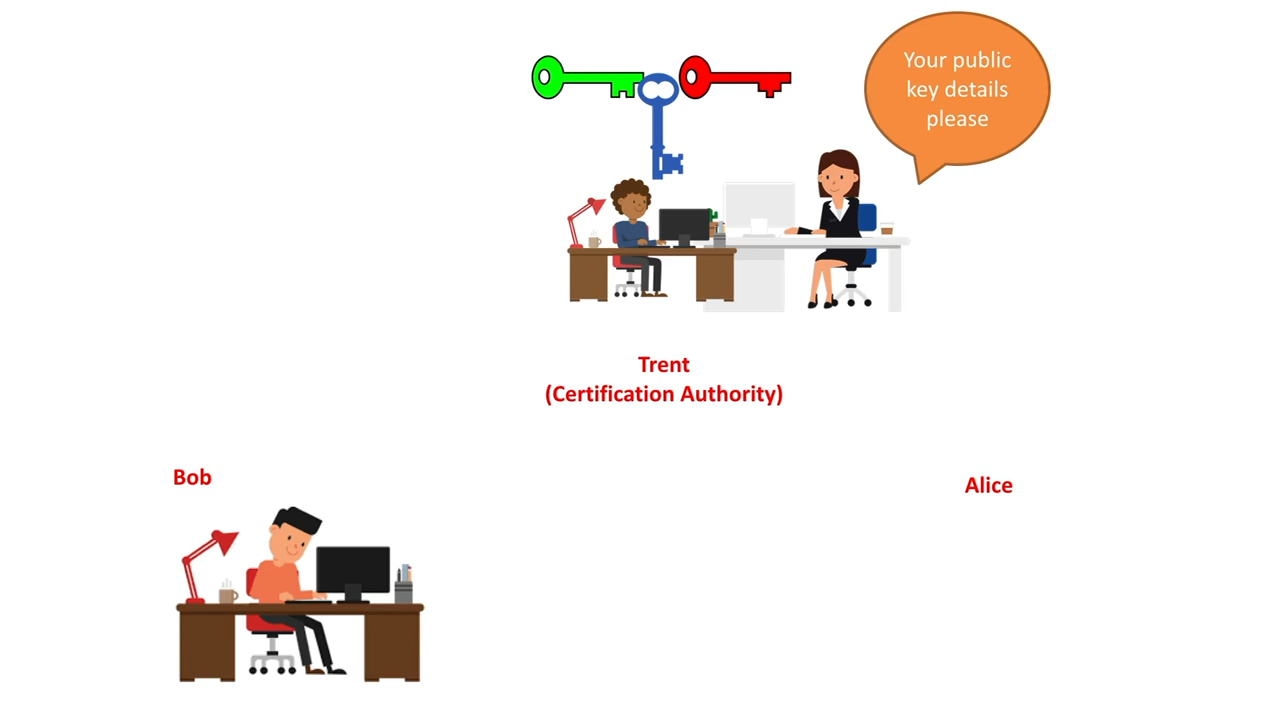 Your public
key details
please
Trent
(Certification Authority)
Bob
Alice